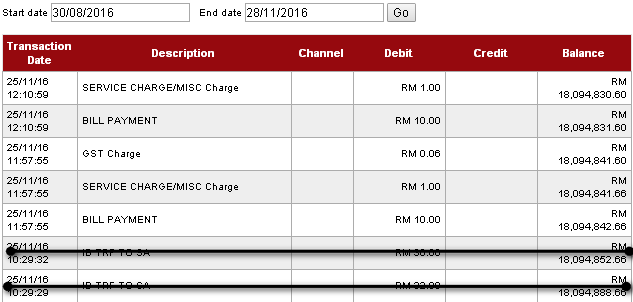 Start date 30/08/2016 End date 28/11/2016 Go
Transaction Date Description Channel Debit Credit Balance
25/11/16 12:10:59 SERVICE CHARGE/MISC Charge RM 1.00 RM 18,094,830.60
25/11/16 12:10:59 BILL PAYMENT RM 10.00 RM 18,094,831.60
25/11/16 11:57:55 GST Charge RM 0.06 RM 18,094,841.60
25/11/16 11:57:55 SERVICE CHARGE/MISC Charge RM 1.00 RM 18,094,841.66
25/11/16 11:57:55 BILL PAYMENT RM 10.00 RM 18,094,842.66
25/11/16 10:29:32 IB TRF TO SA RM RM 18,094,852.66
25/11/16 10:29:29 IB TRF TO SA RM RM 18,094,888.66